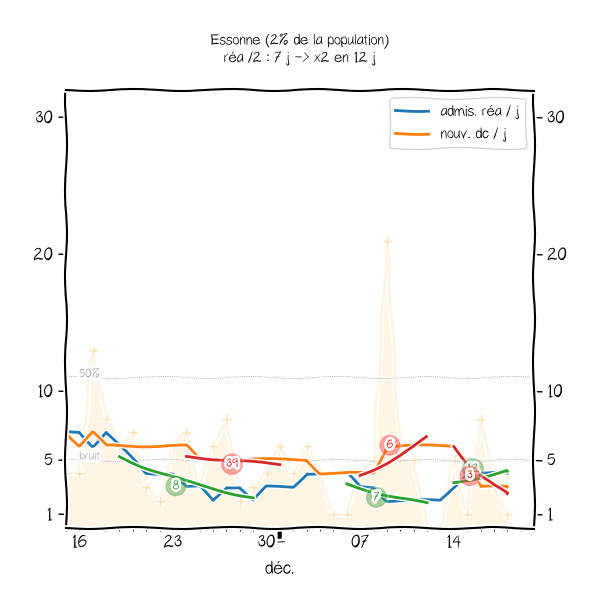 Essonne (2% de la population)
réa /2 : 7 j -> x2 en 12 j
admis. réa / j
nouv. dc / j
30 30
20 20
50%
10 10
bruit
5 5
1 1
39
8
7
6
12
3
16 23 30 07 14
déc.